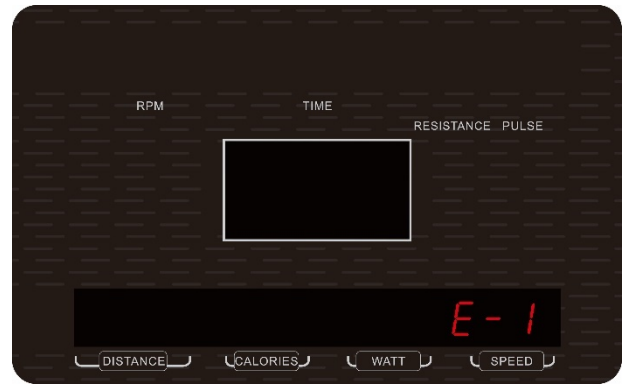 RPM TIME
RESISTANCE PULSE
E-1
DISTANCE CALORIES WATT SPEED